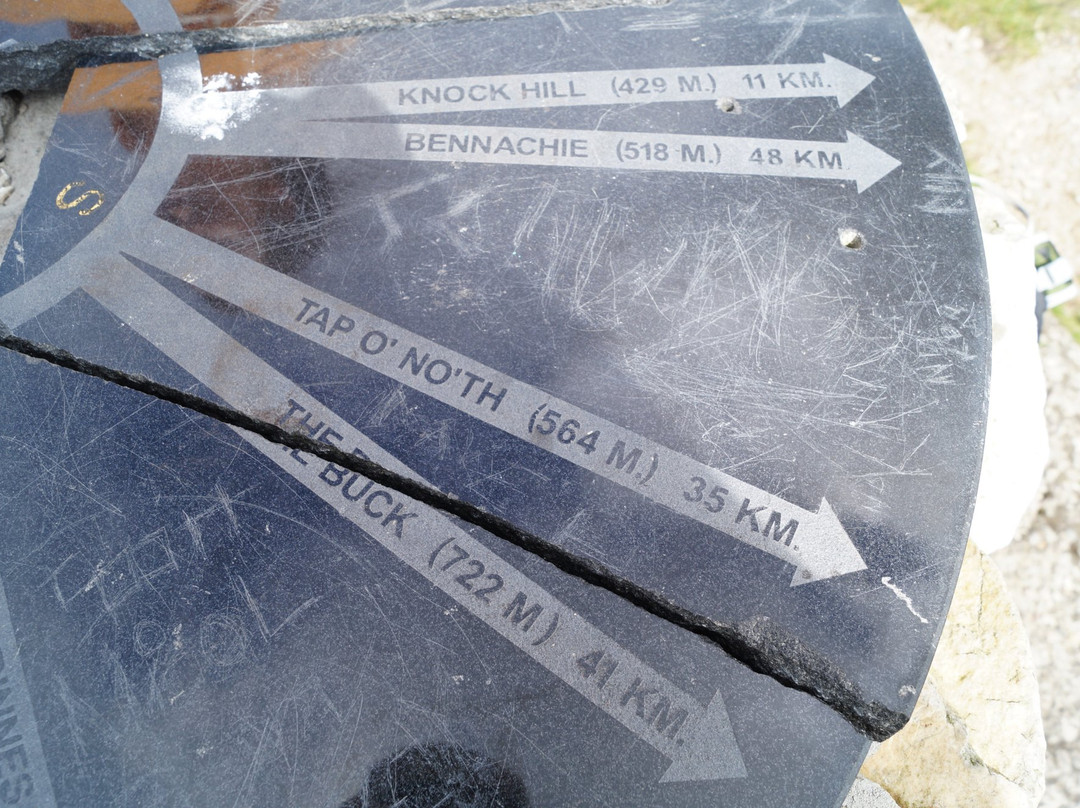 KNOCK HILL (429 M.) 11 KM.
BENNACHIE (518 M.) 48 KM
S
TAP O' NO'TH (564 M.) 35 KM.
THE BUCK (722 M) 41 KM.